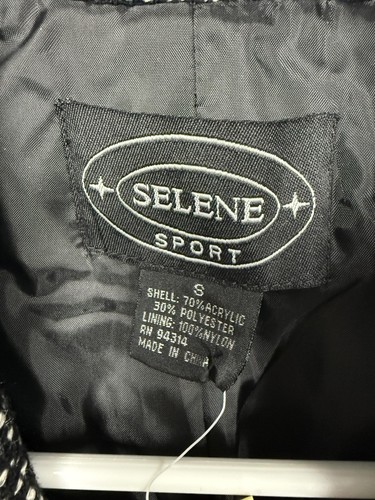 SELENE
SPORT
S
SHELL: 70%ACRYLIC
30% POLYESTER
LINING: 100%NYLON
RN 94314
MADE IN CHINA